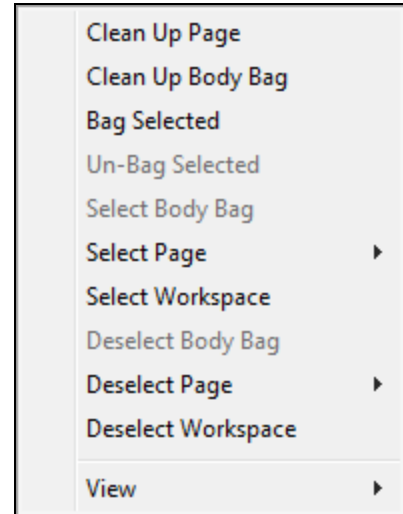 Clean Up Page
Clean Up Body Bag
Bag Selected
Un-Bag Selected
Select Body Bag
Select Page
Select Workspace
Deselect Body Bag
Deselect Page
Deselect Workspace
View